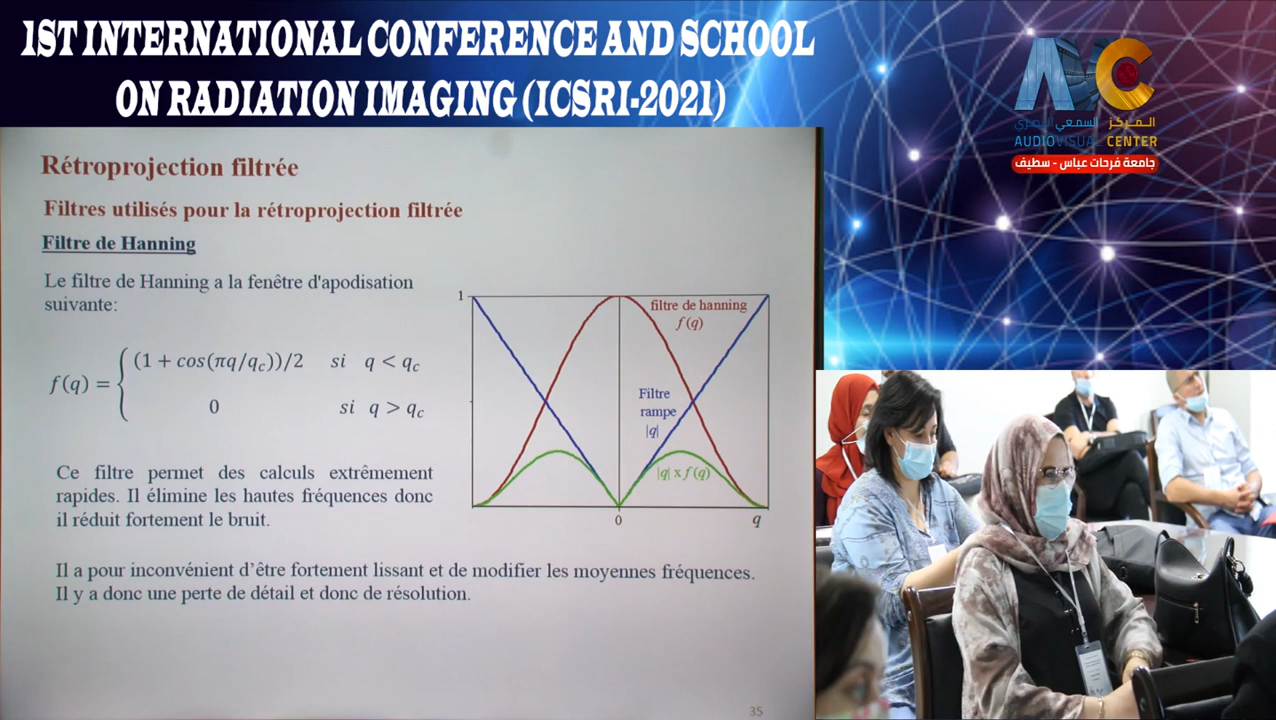 1ST INTERNATIONAL CONFERENCE AND SCHOOL
ON RADIATION IMAGING (ICSRI-2021)
المركز السمعي البصري
AUDIOVISUAL CENTER
جامعة فرحات عباس - سطيف
Rétroprojection filtrée
Filtres utilisés pour la rétroprojection filtrée
Filtre de Hanning
Le filtre de Hanning a la fenêtre d'apodisation
suivante:
f(q) = { (1 + cos(πq/q_c))/2 si q < q_c
0 si q > q_c
Ce filtre permet des calculs extrêmement
rapides. Il élimine les hautes fréquences donc
il réduit fortement le bruit.
1
filtre de hanning
f(q)
Filtre
rampe
|q|
|q| x f(q)
0
q
Il a pour inconvénient d’être fortement lissant et de modifier les moyennes fréquences.
Il y a donc une perte de détail et donc de résolution.
35